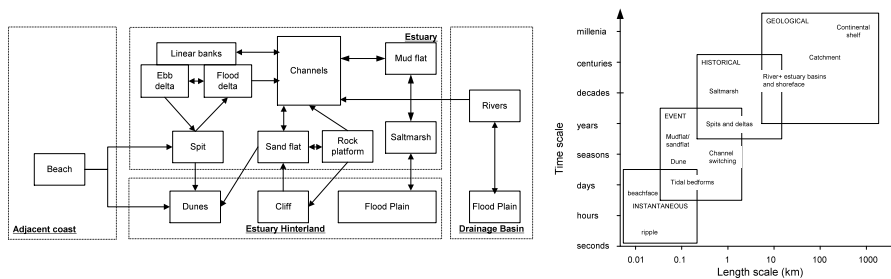 Estuary
Linear banks
Ebb
delta
Flood
delta
Channels
Mud flat
Rivers
Spit
Sand flat
Rock
platform
Saltmarsh
Beach
Dunes
Cliff
Flood Plain
Flood Plain
Adjacent coast
Estuary Hinterland
Drainage Basin
Time scale
millenia
centuries
decades
years
seasons
days
hours
seconds
GEOLOGICAL
Continental
shelf
Catchment
HISTORICAL
River+ estuary basins
and shoreface
Saltmarsh
EVENT
Spits and deltas
Mudflat/
sandflat
Channel
switching
Dune
Tidal bedforms
beachface
INSTANTANEOUS
ripple
0.01
0.1
1
10
100
1000
Length scale (km)